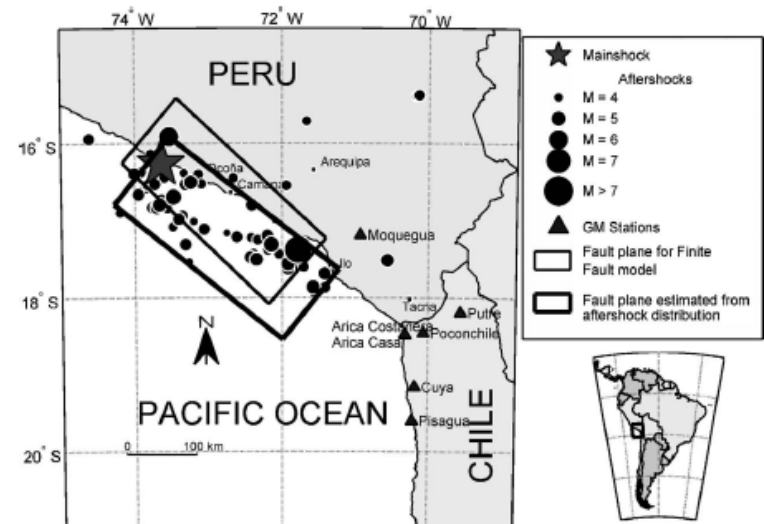 74° W
72° W
70° W
PERU
16° S
Ocoña
Camana
Arequipa
Moquegua
Ilo
18° S
Tacna
Putre
Arica Costanera
Poconchile
Arica Casa
N
Cuya
PACIFIC OCEAN
Pisagua
CHILE
0 100 km
20° S
Mainshock
Aftershocks
M = 4
M = 5
M = 6
M = 7
M > 7
GM Stations
Fault plane for Finite
Fault model
Fault plane estimated from
aftershock distribution